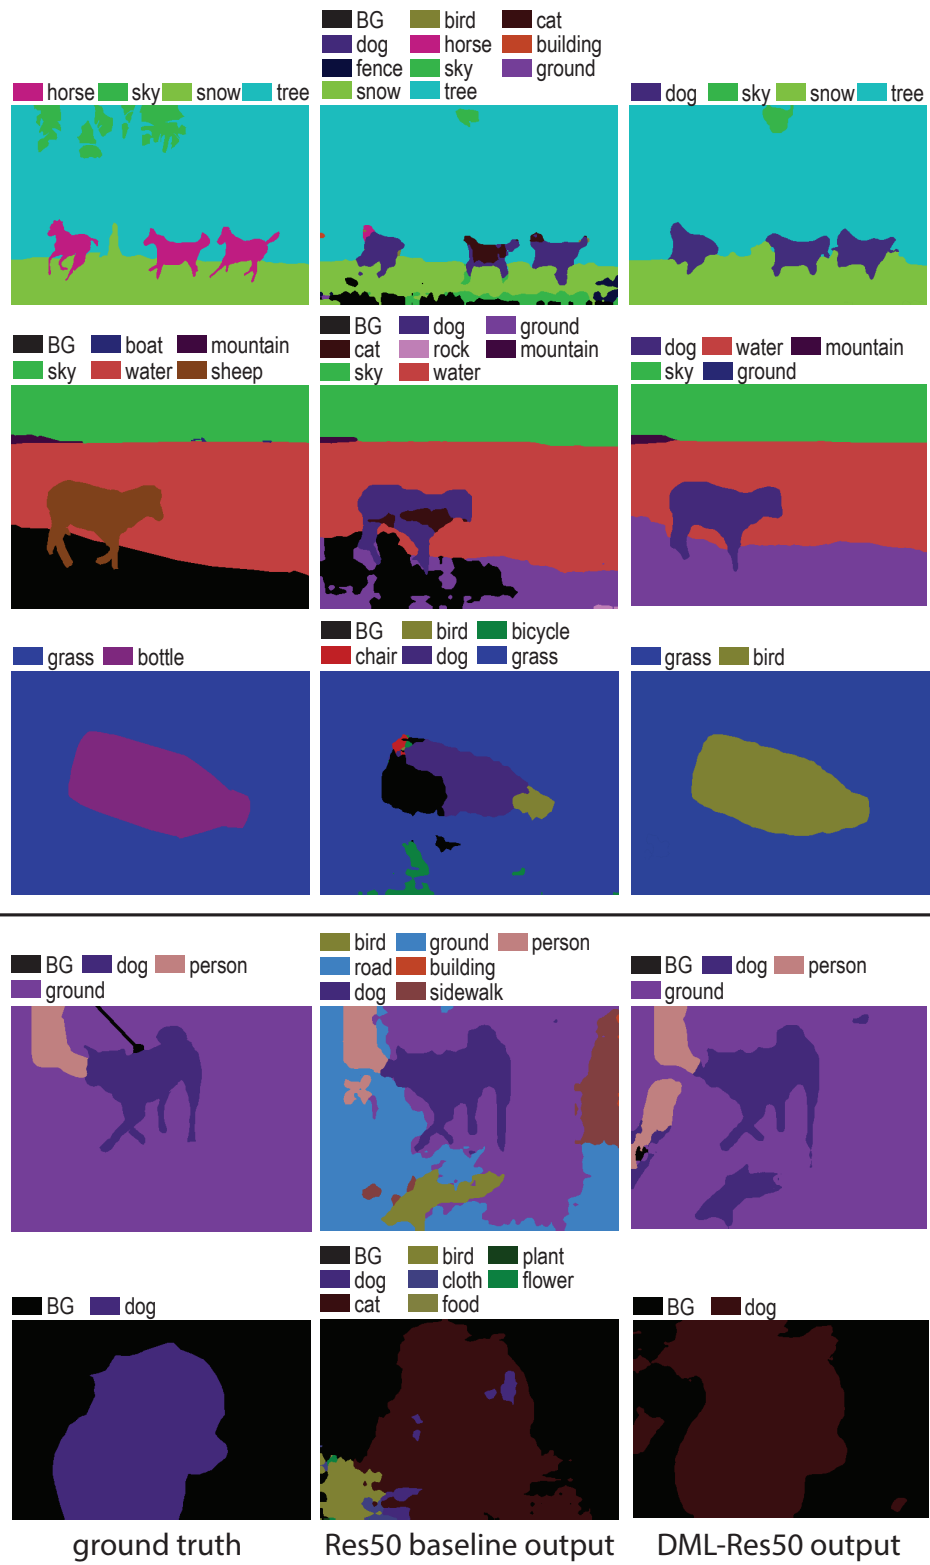 BG bird cat
dog horse building
fence sky ground
snow tree
horse sky snow tree
dog sky snow tree
BG boat mountain
sky water sheep
BG dog ground
cat rock mountain
sky water
dog water mountain
sky ground
grass bottle
BG bird bicycle
chair dog grass
grass bird
BG dog person
ground
bird ground person
road building
dog sidewalk
BG dog person
ground
BG dog
BG bird plant
dog cloth flower
cat food
BG dog
ground truth
Res50 baseline output
DML-Res50 output